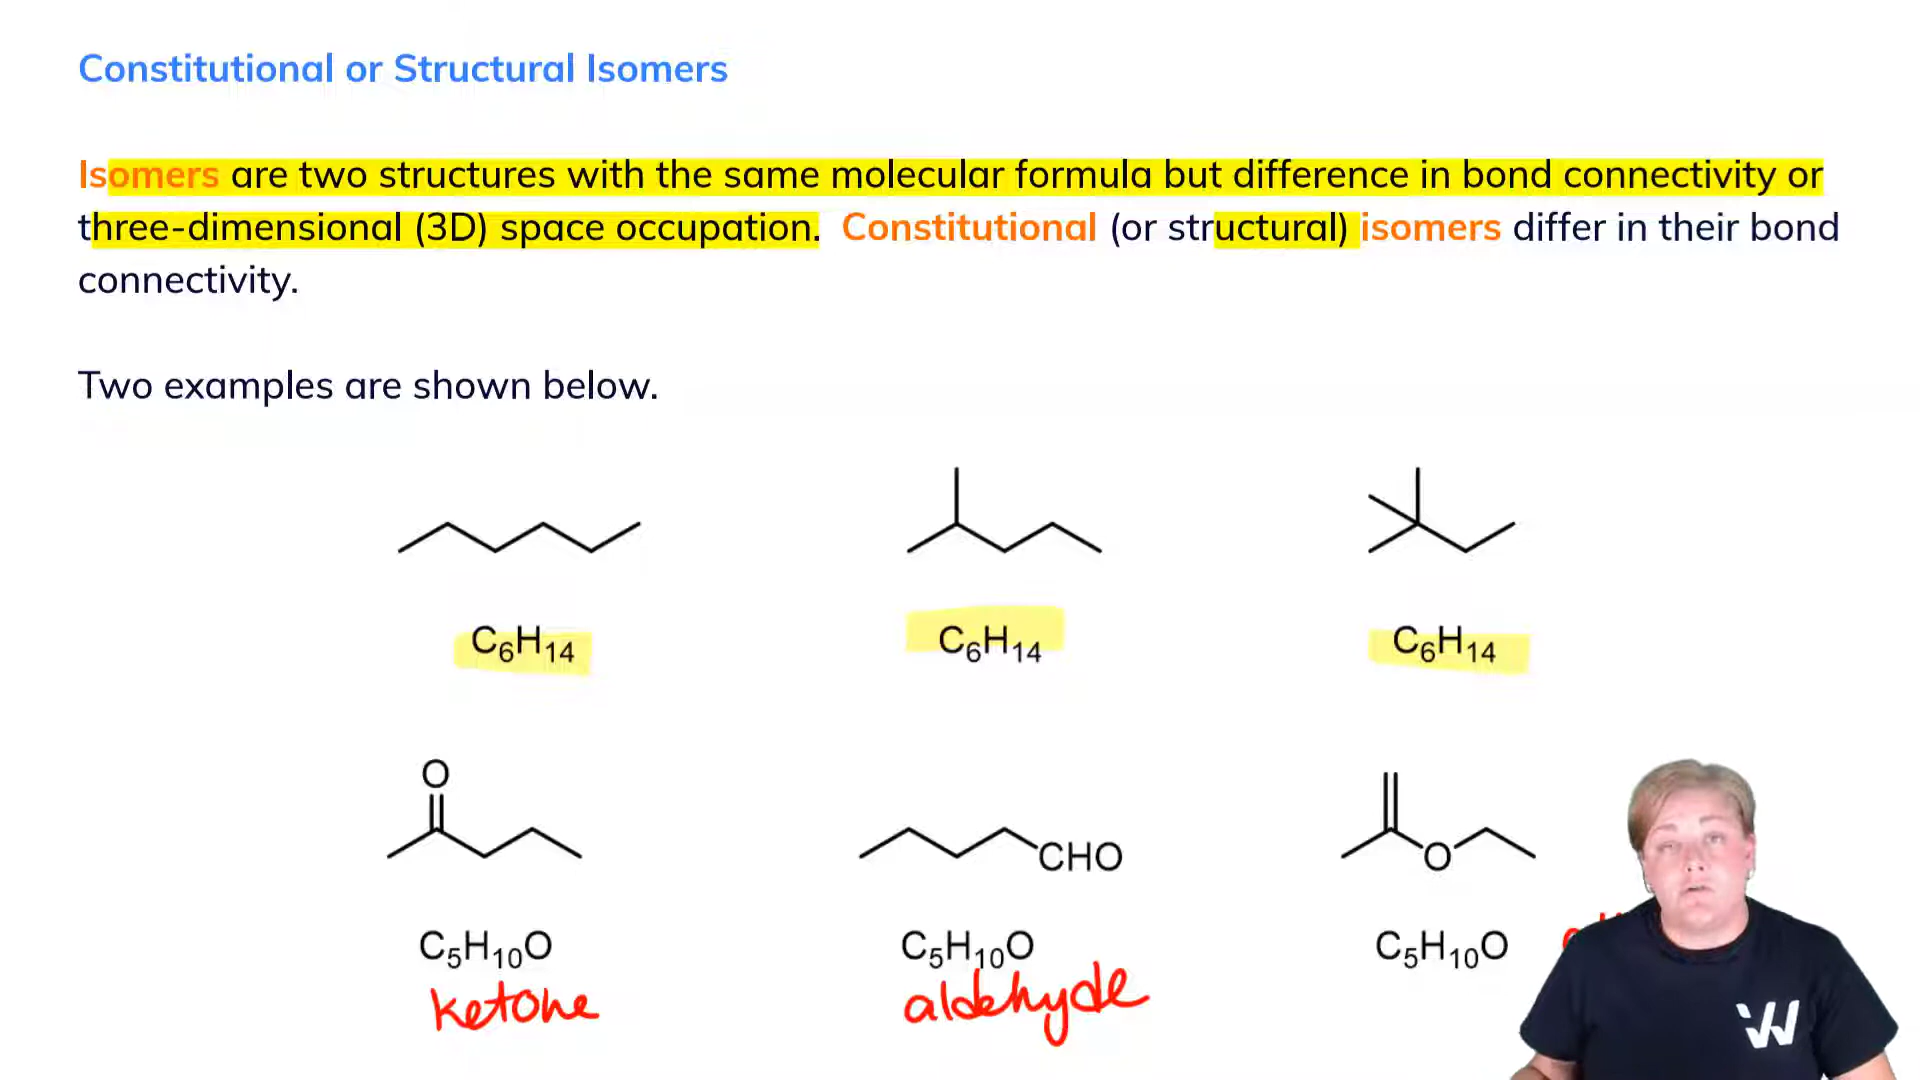 Constitutional or Structural Isomers
Isomers are two structures with the same molecular formula but difference in bond connectivity or
three-dimensional (3D) space occupation. Constitutional (or structural) isomers differ in their bond
connectivity.
Two examples are shown below.
C₆H₁₄ C₆H₁₄ C₆H₁₄
O
CHO O
C₅H₁₀O C₅H₁₀O C₅H₁₀O
ketone aldehyde